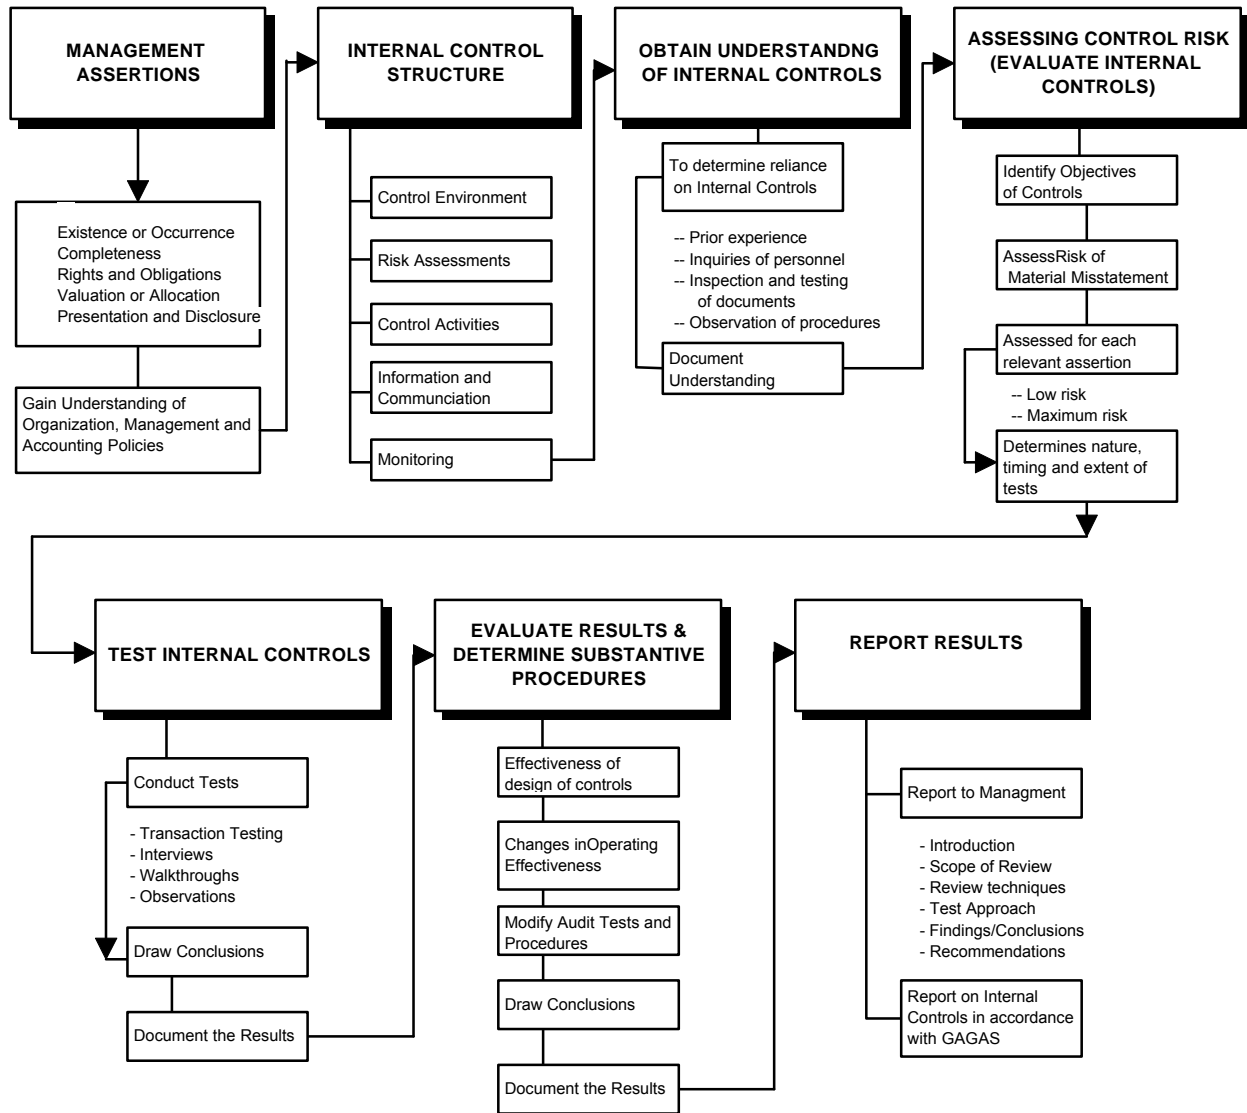 MANAGEMENT
ASSERTIONS
Existence or Occurrence
Completeness
Rights and Obligations
Valuation or Allocation
Presentation and Disclosure
Gain Understanding of
Organization, Management and
Accounting Policies
INTERNAL CONTROL
STRUCTURE
Control Environment
Risk Assessments
Control Activities
Information and
Communciation
Monitoring
OBTAIN UNDERSTANDNG
OF INTERNAL CONTROLS
To determine reliance
on Internal Controls
-- Prior experience
-- Inquiries of personnel
-- Inspection and testing
of documents
-- Observation of procedures
Document
Understanding
ASSESSING CONTROL RISK
(EVALUATE INTERNAL
CONTROLS)
Identify Objectives
of Controls
AssessRisk of
Material Misstatement
Assessed for each
relevant assertion
-- Low risk
-- Maximum risk
Determines nature,
timing and extent of
tests
TEST INTERNAL CONTROLS
Conduct Tests
- Transaction Testing
- Interviews
- Walkthroughs
- Observations
Draw Conclusions
Document the Results
EVALUATE RESULTS &
DETERMINE SUBSTANTIVE
PROCEDURES
Effectiveness of
design of controls
Changes inOperating
Effectiveness
Modify Audit Tests and
Procedures
Draw Conclusions
Document the Results
REPORT RESULTS
Report to Managment
- Introduction
- Scope of Review
- Review techniques
- Test Approach
- Findings/Conclusions
- Recommendations
Report on Internal
Controls in accordance
with GAGAS